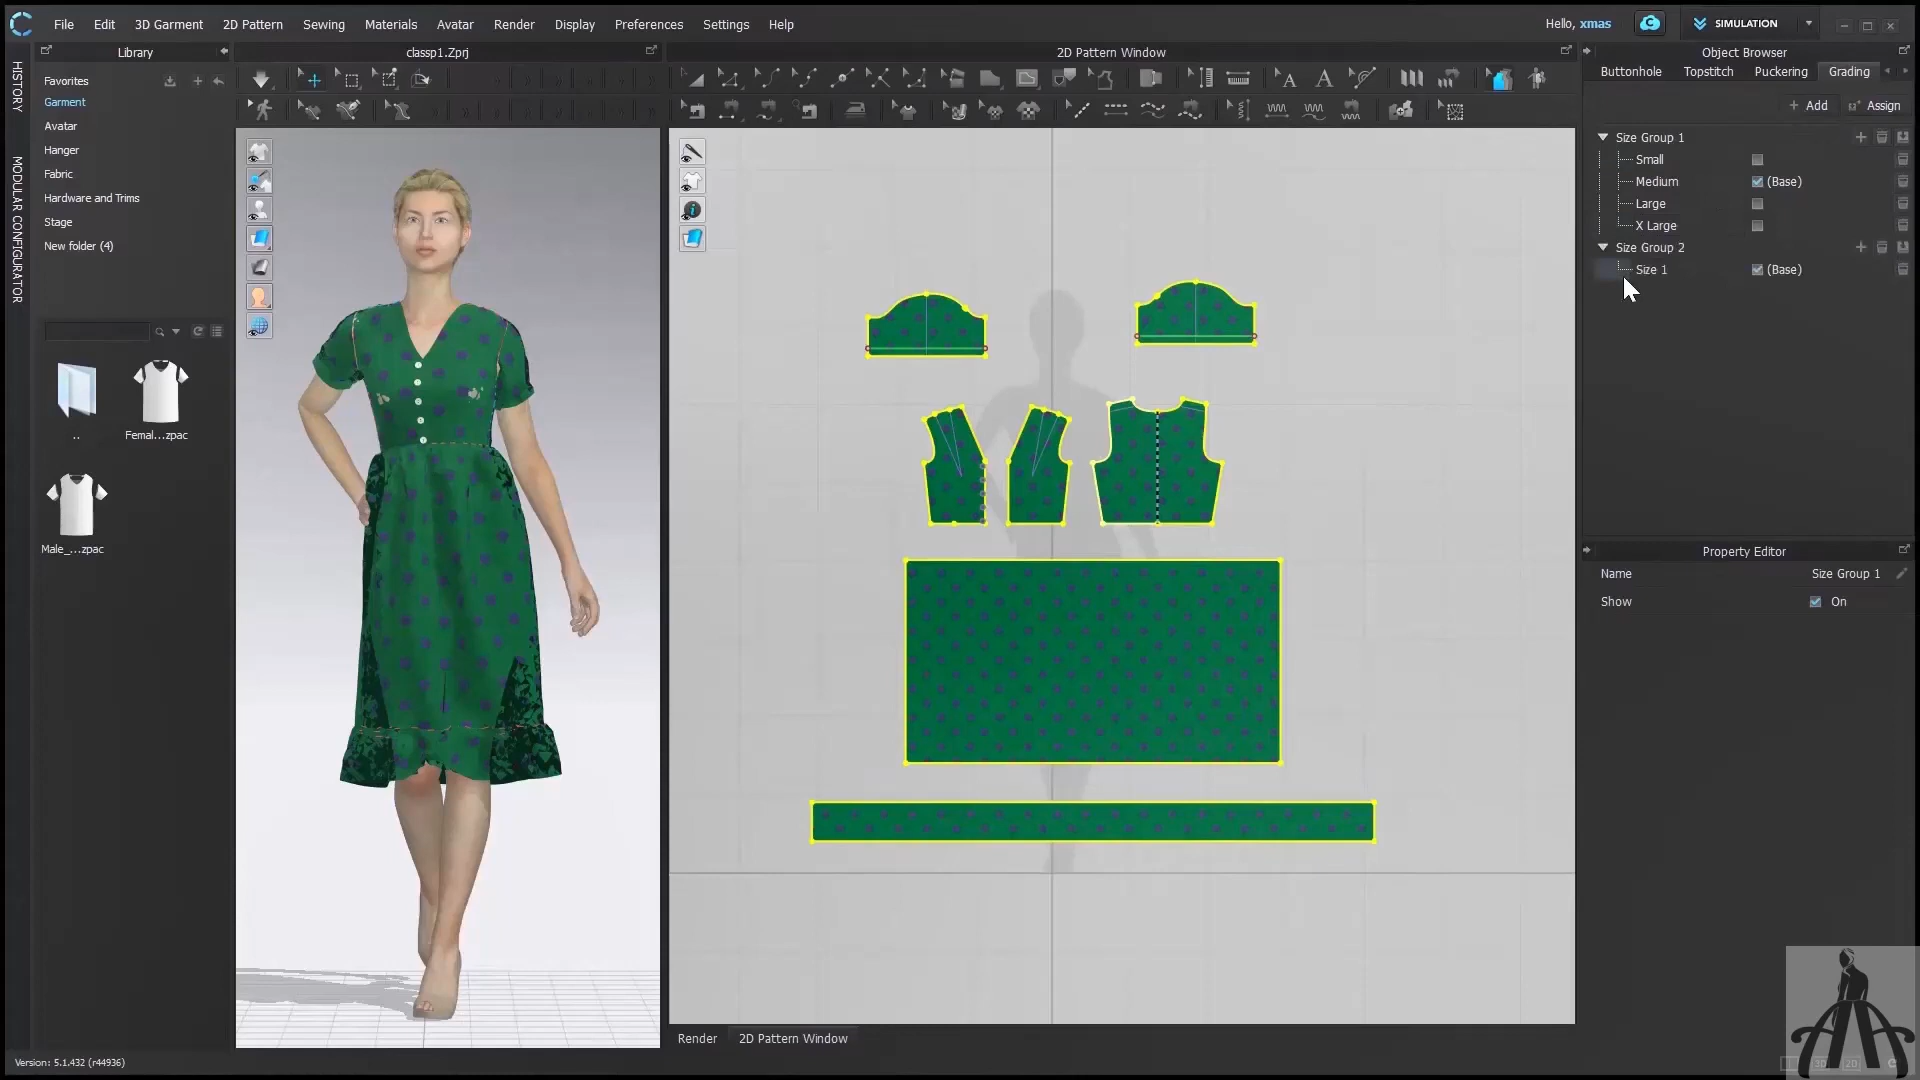 File Edit 3D Garment 2D Pattern Sewing Materials Avatar Render Display Preferences Settings Help
Hello, xmas
SIMULATION
Library
classp1.Zprj
2D Pattern Window
Object Browser
HISTORY
MODULAR CONFIGURATOR
Favorites
Garment
Avatar
Hanger
Fabric
Hardware and Trims
Stage
New folder (4)
..
Femal...zpac
Male_...zpac
Buttonhole Topstitch Puckering Grading
Add Assign
Size Group 1
Small
Medium (Base)
Large
X Large
Size Group 2
Size 1 (Base)
Property Editor
Name Size Group 1
Show On
Render 2D Pattern Window
Version: 5.1.432 (r44936)